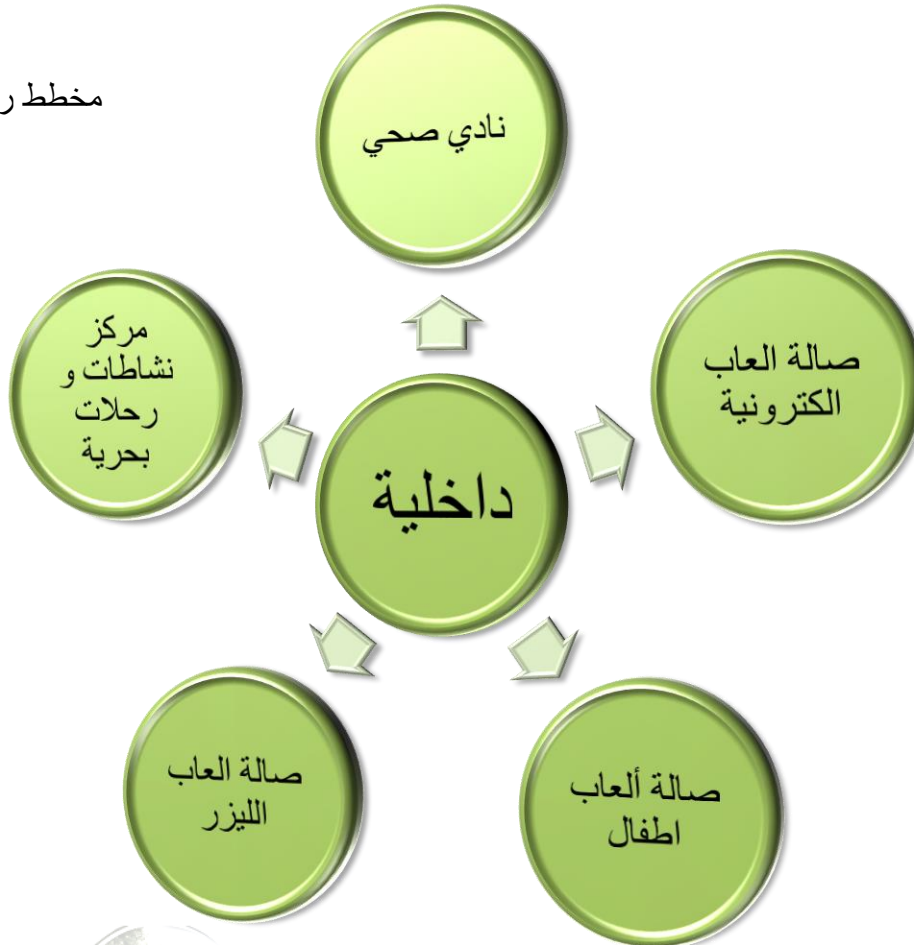 مخطط
نادي صحي
صالة العاب
الكترونية
مركز
نشاطات و
رحلات
بحرية
داخلية
صالة ألعاب
اطفال
صالة العاب
الليزر